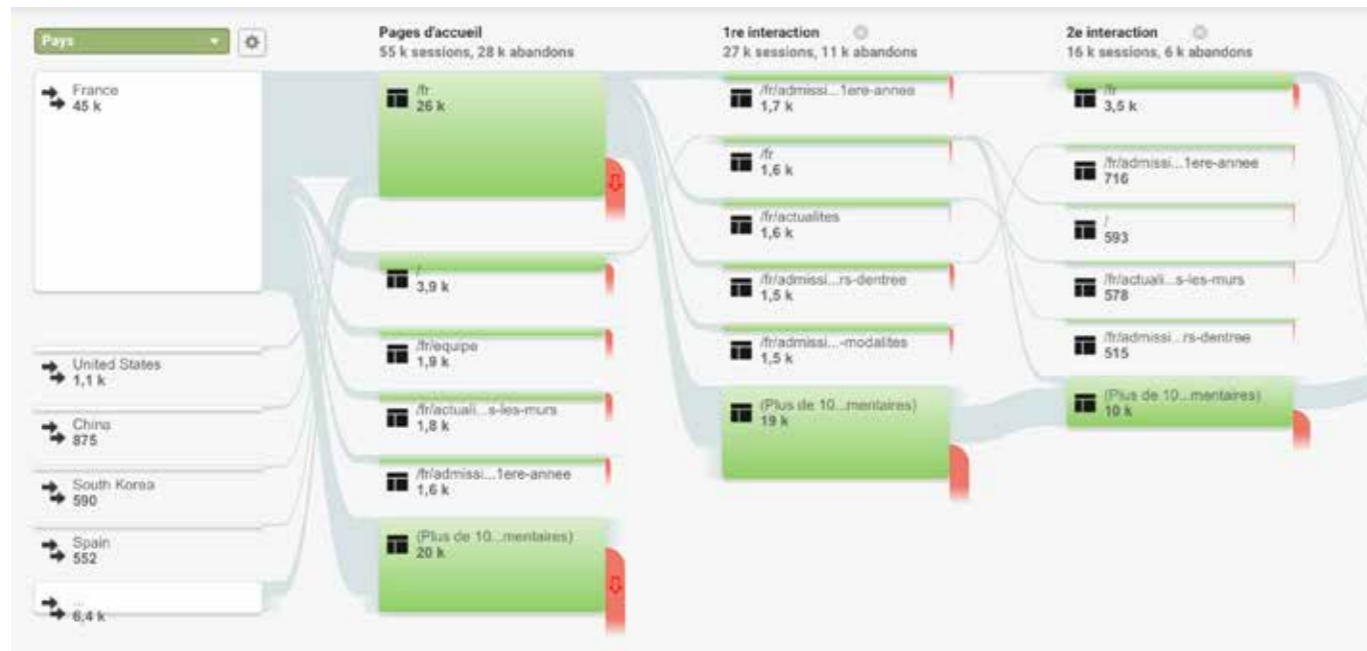 Pays
France
45 k
United States
1,1 k
China
875
South Korea
590
Spain
552
...
6,4 k
Pages d'accueil
55 k sessions, 28 k abandons
/fr
26 k
/
3,9 k
/fr/equipe
1,9 k
/fr/actuali...s-les-murs
1,8 k
/fr/admissi...1ere-annee
1,6 k
(Plus de 10...mentaires)
20 k
1re interaction
27 k sessions, 11 k abandons
/fr/admissi...1ere-annee
1,7 k
/fr
1,6 k
/fr/actualites
1,6 k
/fr/admissi...rs-dentree
1,5 k
/fr/admissi...-modalites
1,5 k
(Plus de 10...mentaires)
19 k
2e interaction
16 k sessions, 6 k abandons
/fr
3,5 k
/fr/admissi...1ere-annee
716
/
593
/fr/actuali...s-les-murs
578
/fr/admissi...rs-dentree
515
(Plus de 10...mentaires)
10 k